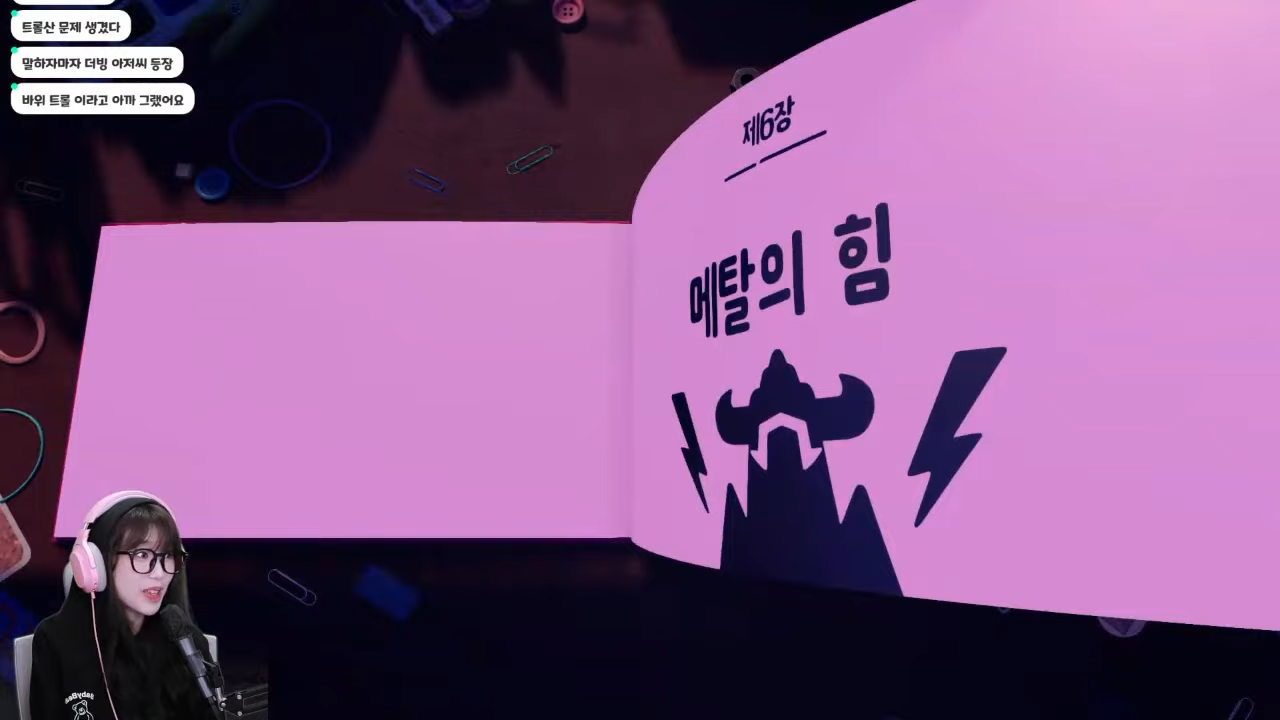 트롤산 문제 생겼다
말하자마자 더빙 아저씨 등장
바위 트롤 이라고 아까 그랬어요
제6장
메탈의 힘